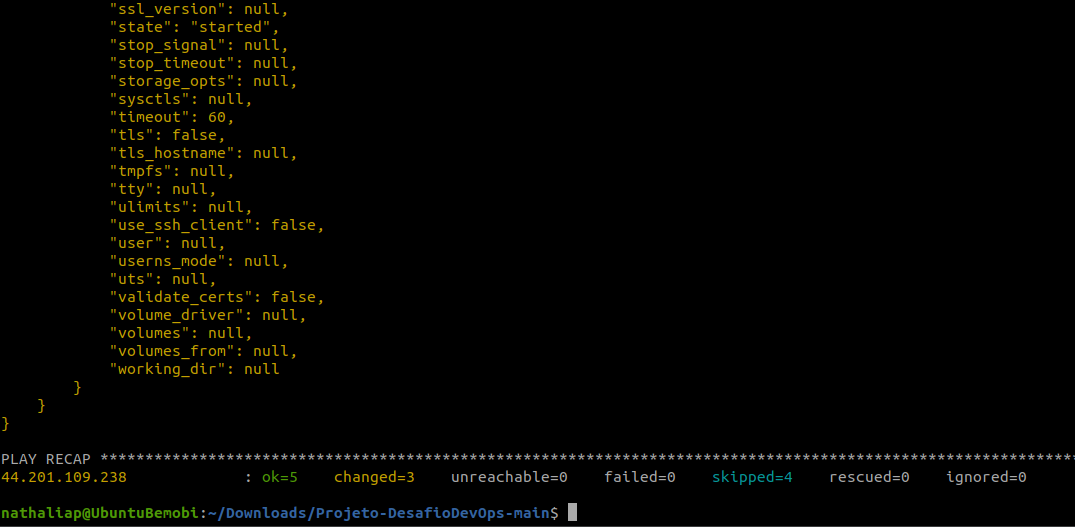 "ssl_version": null,
"state": "started",
"stop_signal": null,
"stop_timeout": null,
"storage_opts": null,
"sysctls": null,
"timeout": 60,
"tls": false,
"tls_hostname": null,
"tmpfs": null,
"tty": null,
"ulimits": null,
"use_ssh_client": false,
"user": null,
"userns_mode": null,
"uts": null,
"validate_certs": false,
"volume_driver": null,
"volumes": null,
"volumes_from": null,
"working_dir": null
}
}
}
PLAY RECAP *************************************************************************************************************
44.201.109.238 : ok=5 changed=3 unreachable=0 failed=0 skipped=4 rescued=0 ignored=0
nathaliap@UbuntuBemobi:~/Downloads/Projeto-DesafioDevOps-main$